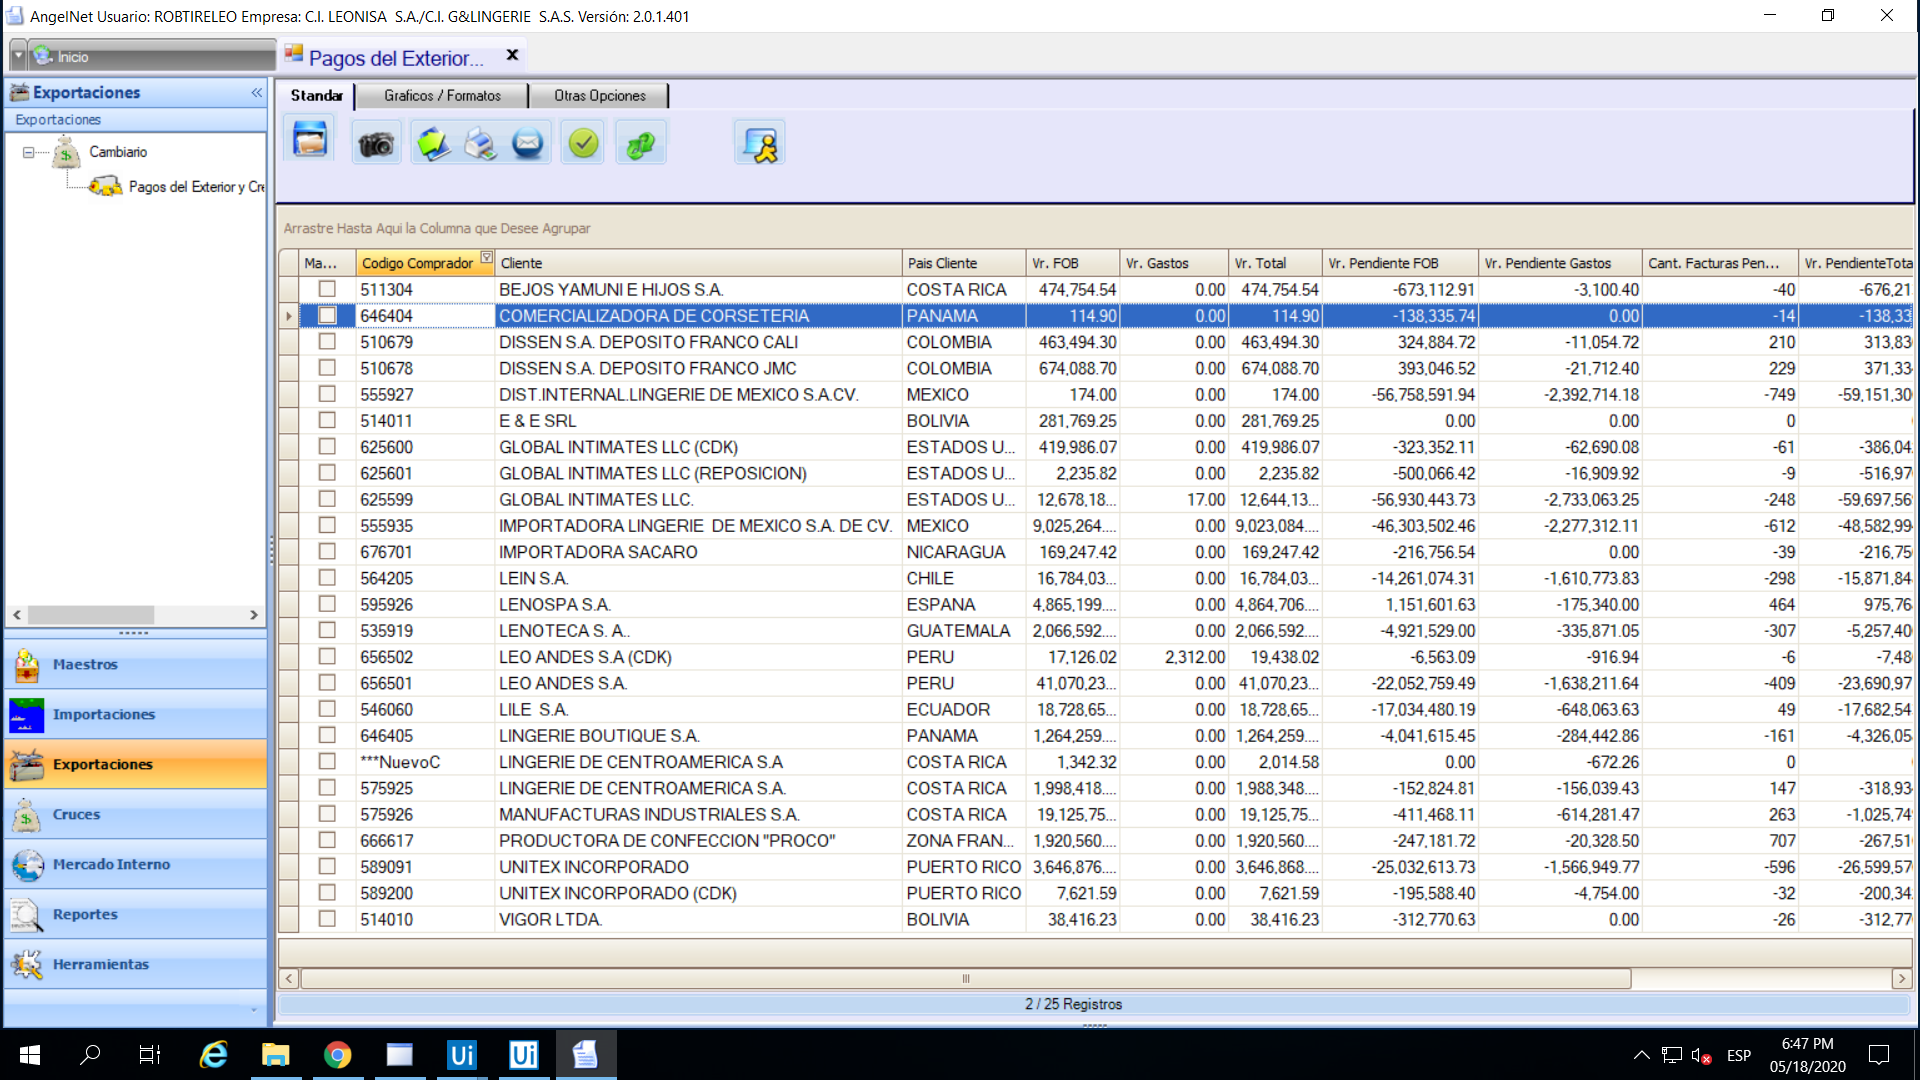 AngelNet Usuario: ROBTIRELEO Empresa: C.I. LEONISA S.A./C.I. G&LINGERIE S.A.S. Versión: 2.0.1.401
Inicio
Pagos del Exterior...
Exportaciones
Exportaciones
Cambiario
Pagos del Exterior y Cre
Maestros
Importaciones
Exportaciones
Cruces
Mercado Interno
Reportes
Herramientas
Standar Graficos / Formatos Otras Opciones
Arrastre Hasta Aqui la Columna que Desee Agrupar
Ma... Codigo Comprador Cliente Pais Cliente Vr. FOB Vr. Gastos Vr. Total Vr. Pendiente FOB Vr. Pendiente Gastos Cant. Facturas Pen... Vr. PendienteTota
511304 BEJOS YAMUNI E HIJOS S.A. COSTA RICA 474,754.54 0.00 474,754.54 -673,112.91 -3,100.40 -40 -676,21
646404 COMERCIALIZADORA DE CORSETERIA PANAMA 114.90 0.00 114.90 -138,335.74 0.00 -14 -138,33
510679 DISSEN S.A. DEPOSITO FRANCO CALI COLOMBIA 463,494.30 0.00 463,494.30 324,884.72 -11,054.72 210 313,83
510678 DISSEN S.A. DEPOSITO FRANCO JMC COLOMBIA 674,088.70 0.00 674,088.70 393,046.52 -21,712.40 229 371,33
555927 DIST.INTERNAL.LINGERIE DE MEXICO S.A.CV. MEXICO 174.00 0.00 174.00 -56,758,591.94 -2,392,714.18 -749 -59,151,30
514011 E & E SRL BOLIVIA 281,769.25 0.00 281,769.25 0.00 0.00 0
625600 GLOBAL INTIMATES LLC (CDK) ESTADOS U... 419,986.07 0.00 419,986.07 -323,352.11 -62,690.08 -61 -386,04
625601 GLOBAL INTIMATES LLC (REPOSICION) ESTADOS U... 2,235.82 0.00 2,235.82 -500,066.42 -16,909.92 -9 -516,97
625599 GLOBAL INTIMATES LLC. ESTADOS U... 12,678,18... 17.00 12,644,13... -56,930,443.73 -2,733,063.25 -248 -59,697,56
555935 IMPORTADORA LINGERIE DE MEXICO S.A. DE CV. MEXICO 9,025,264.... 0.00 9,023,084.... -46,303,502.46 -2,277,312.11 -612 -48,582,99
676701 IMPORTADORA SACARO NICARAGUA 169,247.42 0.00 169,247.42 -216,756.54 0.00 -39 -216,75
564205 LEIN S.A. CHILE 16,784,03... 0.00 16,784,03... -14,261,074.31 -1,610,773.83 -298 -15,871,84
595926 LENOSPA S.A. ESPANA 4,865,199.... 0.00 4,864,706.... 1,151,601.63 -175,340.00 464 975,76
535919 LENOTECA S. A.. GUATEMALA 2,066,592.... 0.00 2,066,592.... -4,921,529.00 -335,871.05 -307 -5,257,40
656502 LEO ANDES S.A (CDK) PERU 17,126.02 2,312.00 19,438.02 -6,563.09 -916.94 -6 -7,48
656501 LEO ANDES S.A. PERU 41,070,23... 0.00 41,070,23... -22,052,759.49 -1,638,211.64 -409 -23,690,97
546060 LILE S.A. ECUADOR 18,728,65... 0.00 18,728,65... -17,034,480.19 -648,063.63 49 -17,682,54
646405 LINGERIE BOUTIQUE S.A. PANAMA 1,264,259.... 0.00 1,264,259.... -4,041,615.45 -284,442.86 -161 -4,326,05
***NuevoC LINGERIE DE CENTROAMERICA S.A COSTA RICA 1,342.32 0.00 2,014.58 0.00 -672.26 0
575925 LINGERIE DE CENTROAMERICA S.A. COSTA RICA 1,998,418.... 0.00 1,988,348.... -152,824.81 -156,039.43 147 -318,93
575926 MANUFACTURAS INDUSTRIALES S.A. COSTA RICA 19,125,75... 0.00 19,125,75... -411,468.11 -614,281.47 263 -1,025,74
666617 PRODUCTORA DE CONFECCION "PROCO" ZONA FRAN... 1,920,560.... 0.00 1,920,560.... -247,181.72 -20,328.50 707 -267,51
589091 UNITEX INCORPORADO PUERTO RICO 3,646,876.... 0.00 3,646,868.... -25,032,613.73 -1,566,949.77 -596 -26,599,57
589200 UNITEX INCORPORADO (CDK) PUERTO RICO 7,621.59 0.00 7,621.59 -195,588.40 -4,754.00 -32 -200,34
514010 VIGOR LTDA. BOLIVIA 38,416.23 0.00 38,416.23 -312,770.63 0.00 -26 -312,77
2 / 25 Registros
Ui Ui ESP
6:47 PM
05/18/2020